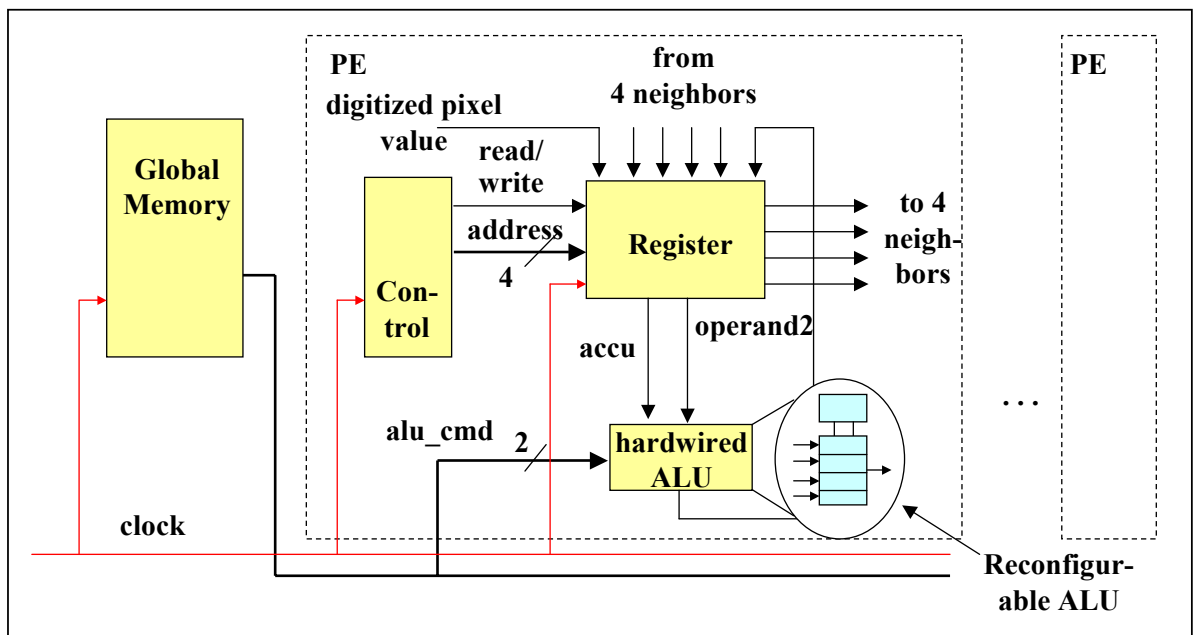 PE
from
4 neighbors
PE
digitized pixel
value
read/
write
Global
Memory
address
4
Register
to 4
neigh-
bors
Con-
trol
accu
operand2
. . .
alu_cmd
2
hardwired
ALU
clock
Reconfigur-
able ALU